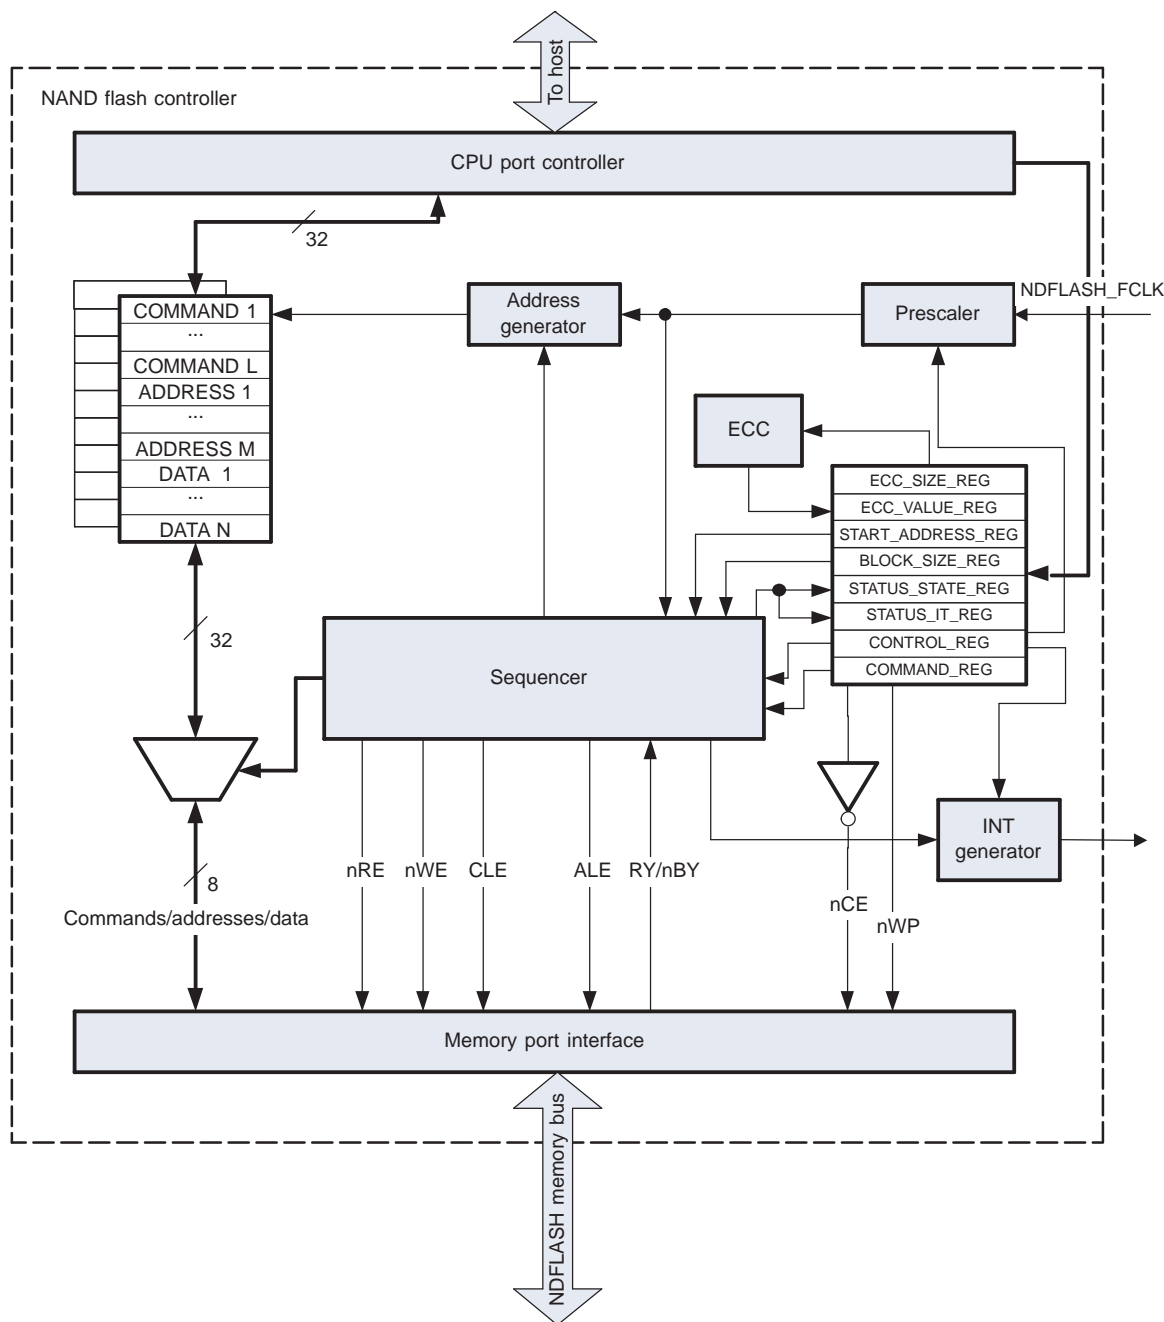 To host
NAND flash controller
CPU port controller
32
NDFLASH_FCLK
COMMAND 1
...
COMMAND L
ADDRESS 1
...
ADDRESS M
DATA 1
...
DATA N
Address
generator
Prescaler
ECC
ECC_SIZE_REG
ECC_VALUE_REG
START_ADDRESS_REG
BLOCK_SIZE_REG
STATUS_STATE_REG
STATUS_IT_REG
CONTROL_REG
COMMAND_REG
32
Sequencer
INT
generator
nRE
nWE
CLE
ALE
RY/nBY
8
Commands/addresses/data
nCE
nWP
Memory port interface
NDFLASH memory bus